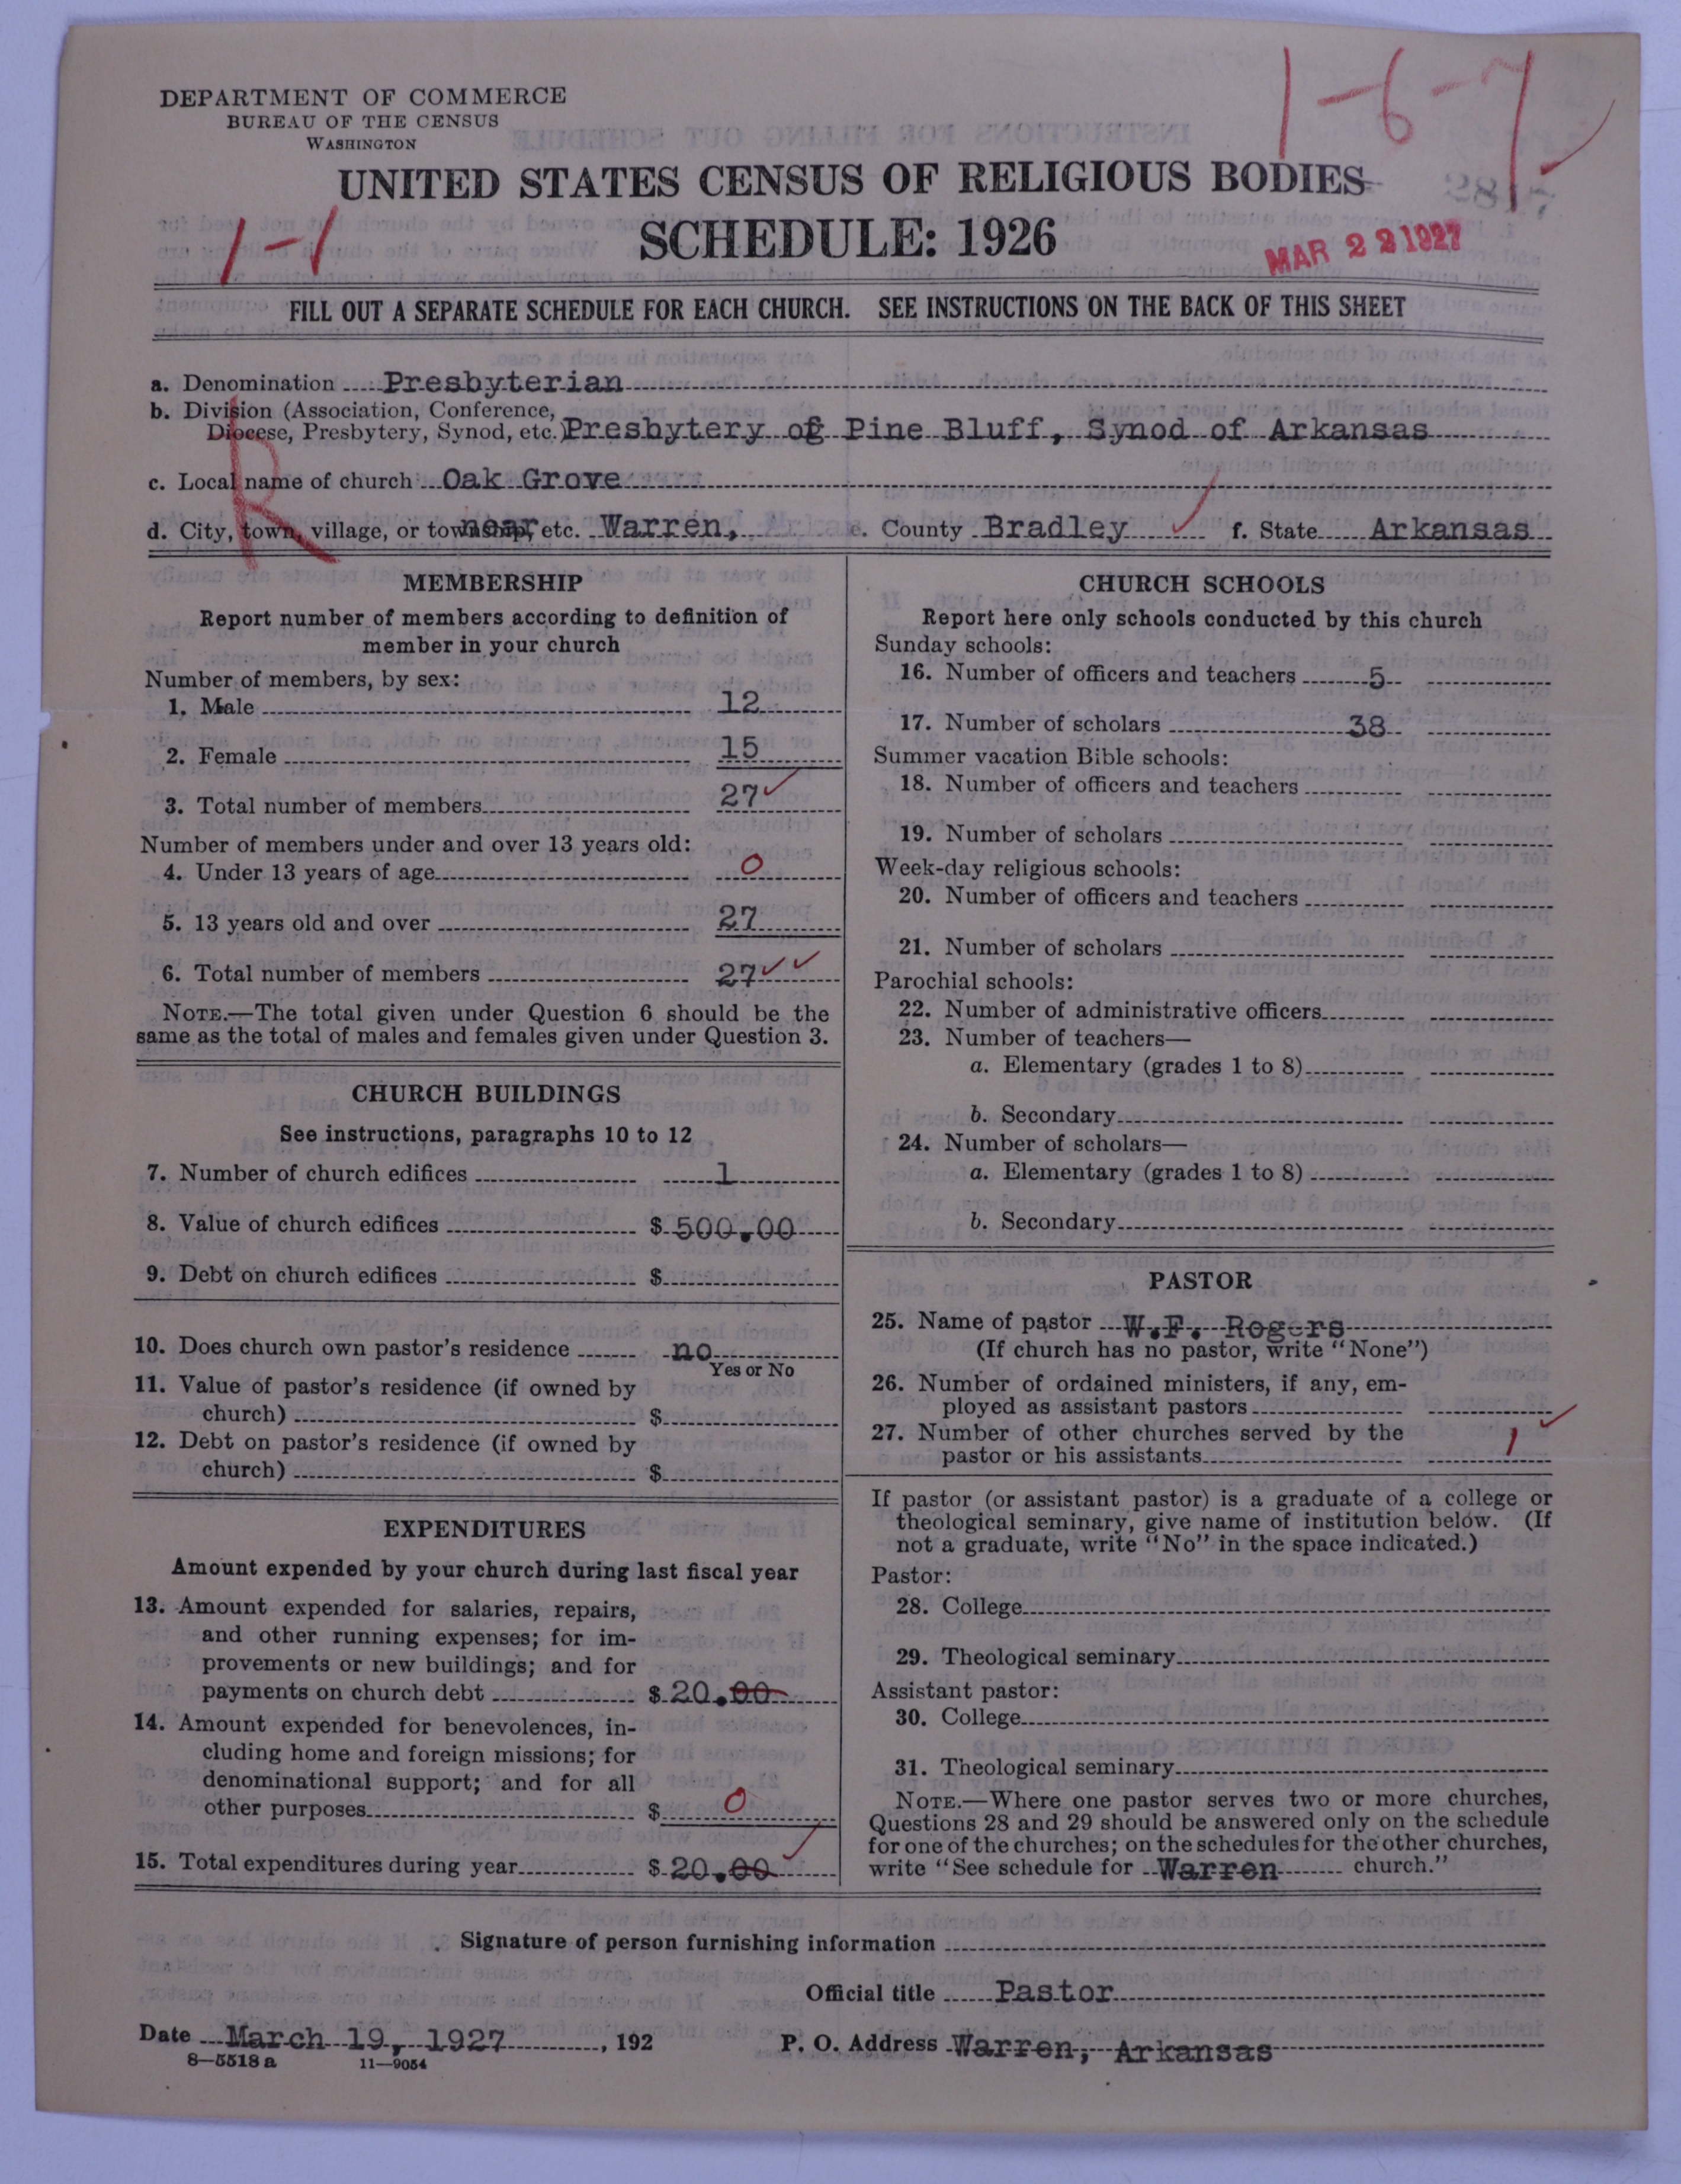 1-6-7
DEPARTMENT OF COMMERCE
BUREAU OF THE CENSUS
WASHINGTON
UNITED STATES CENSUS OF RELIGIOUS BODIES
1-1
SCHEDULE: 1926
MAR 22 1927
FILL OUT A SEPARATE SCHEDULE FOR EACH CHURCH. SEE INSTRUCTIONS ON THE BACK OF THIS SHEET
a. Denomination Presbyterian
b. Division (Association, Conference,
Diocese, Presbytery, Synod, etc.) Presbytery of Pine Bluff, Synod of Arkansas
R
c. Local name of church Oak Grove
d. City, town, village, or township, etc. near Warren, e. County Bradley f. State Arkansas
MEMBERSHIP
Report number of members according to definition of
member in your church
Number of members, by sex:
1. Male 12
2. Female 15
3. Total number of members 27
Number of members under and over 13 years old:
4. Under 13 years of age 0
5. 13 years old and over 27
6. Total number of members 27
NOTE.—The total given under Question 6 should be the
same as the total of males and females given under Question 3.
CHURCH BUILDINGS
See instructions, paragraphs 10 to 12
7. Number of church edifices 1
8. Value of church edifices $ 500.00
9. Debt on church edifices $
10. Does church own pastor's residence no
Yes or No
11. Value of pastor's residence (if owned by
church) $
12. Debt on pastor's residence (if owned by
church) $
EXPENDITURES
Amount expended by your church during last fiscal year
13. Amount expended for salaries, repairs,
and other running expenses; for im-
provements or new buildings; and for
payments on church debt $ 20.00
14. Amount expended for benevolences, in-
cluding home and foreign missions; for
denominational support; and for all
other purposes $ 0
15. Total expenditures during year $ 20.00
CHURCH SCHOOLS
Report here only schools conducted by this church
Sunday schools:
16. Number of officers and teachers 5
17. Number of scholars 38
Summer vacation Bible schools:
18. Number of officers and teachers
19. Number of scholars
Week-day religious schools:
20. Number of officers and teachers
21. Number of scholars
Parochial schools:
22. Number of administrative officers
23. Number of teachers—
a. Elementary (grades 1 to 8)
b. Secondary
24. Number of scholars—
a. Elementary (grades 1 to 8)
b. Secondary
PASTOR
25. Name of pastor W.F. Rogers
(If church has no pastor, write "None")
26. Number of ordained ministers, if any, em-
ployed as assistant pastors
27. Number of other churches served by the
pastor or his assistants 1
If pastor (or assistant pastor) is a graduate of a college or
theological seminary, give name of institution below. (If
not a graduate, write "No" in the space indicated.)
Pastor:
28. College
29. Theological seminary
Assistant pastor:
30. College
31. Theological seminary
NOTE.—Where one pastor serves two or more churches,
Questions 28 and 29 should be answered only on the schedule
for one of the churches; on the schedules for the other churches,
write "See schedule for Warren church."
Signature of person furnishing information
Official title Pastor
Date March 19, 1927, 192
P. O. Address Warren, Arkansas
8—5518 a 11—9054